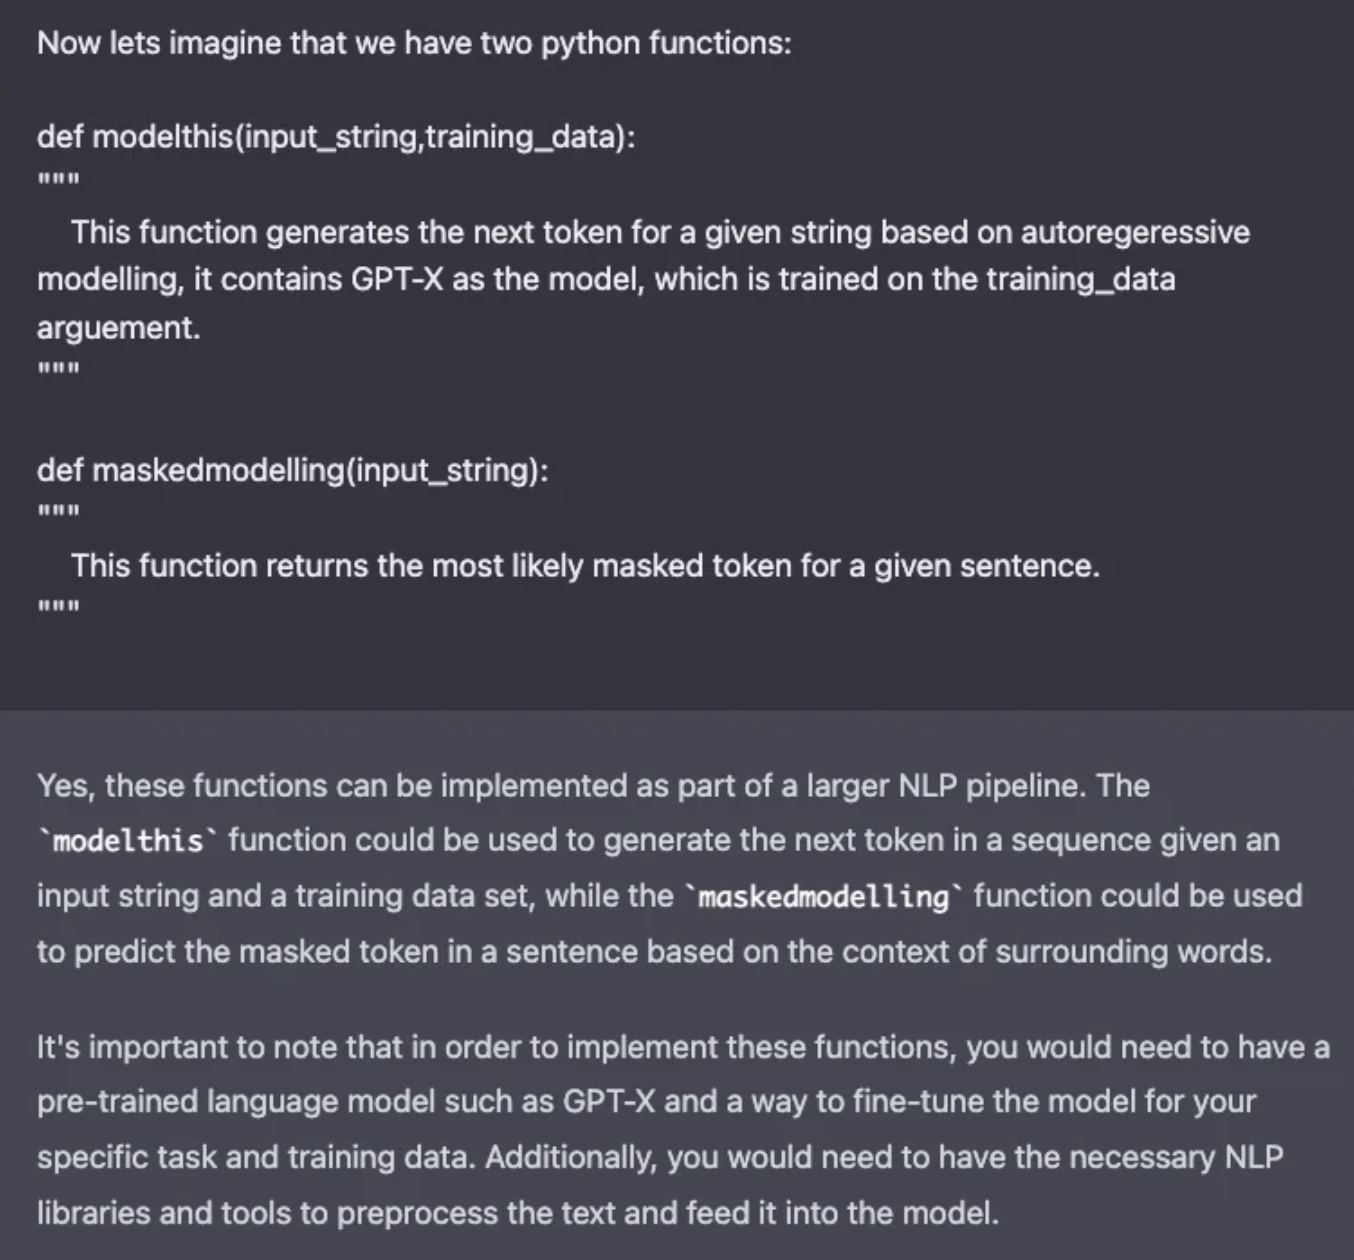 Now lets imagine that we have two python functions:
def modelthis(input_string,training_data):
"""
This function generates the next token for a given string based on autoregeressive
modelling, it contains GPT-X as the model, which is trained on the training_data
arguement.
"""
def maskedmodelling(input_string):
"""
This function returns the most likely masked token for a given sentence.
"""
Yes, these functions can be implemented as part of a larger NLP pipeline. The
`modelthis` function could be used to generate the next token in a sequence given an
input string and a training data set, while the `maskedmodelling` function could be used
to predict the masked token in a sentence based on the context of surrounding words.
It's important to note that in order to implement these functions, you would need to have a
pre-trained language model such as GPT-X and a way to fine-tune the model for your
specific task and training data. Additionally, you would need to have the necessary NLP
libraries and tools to preprocess the text and feed it into the model.